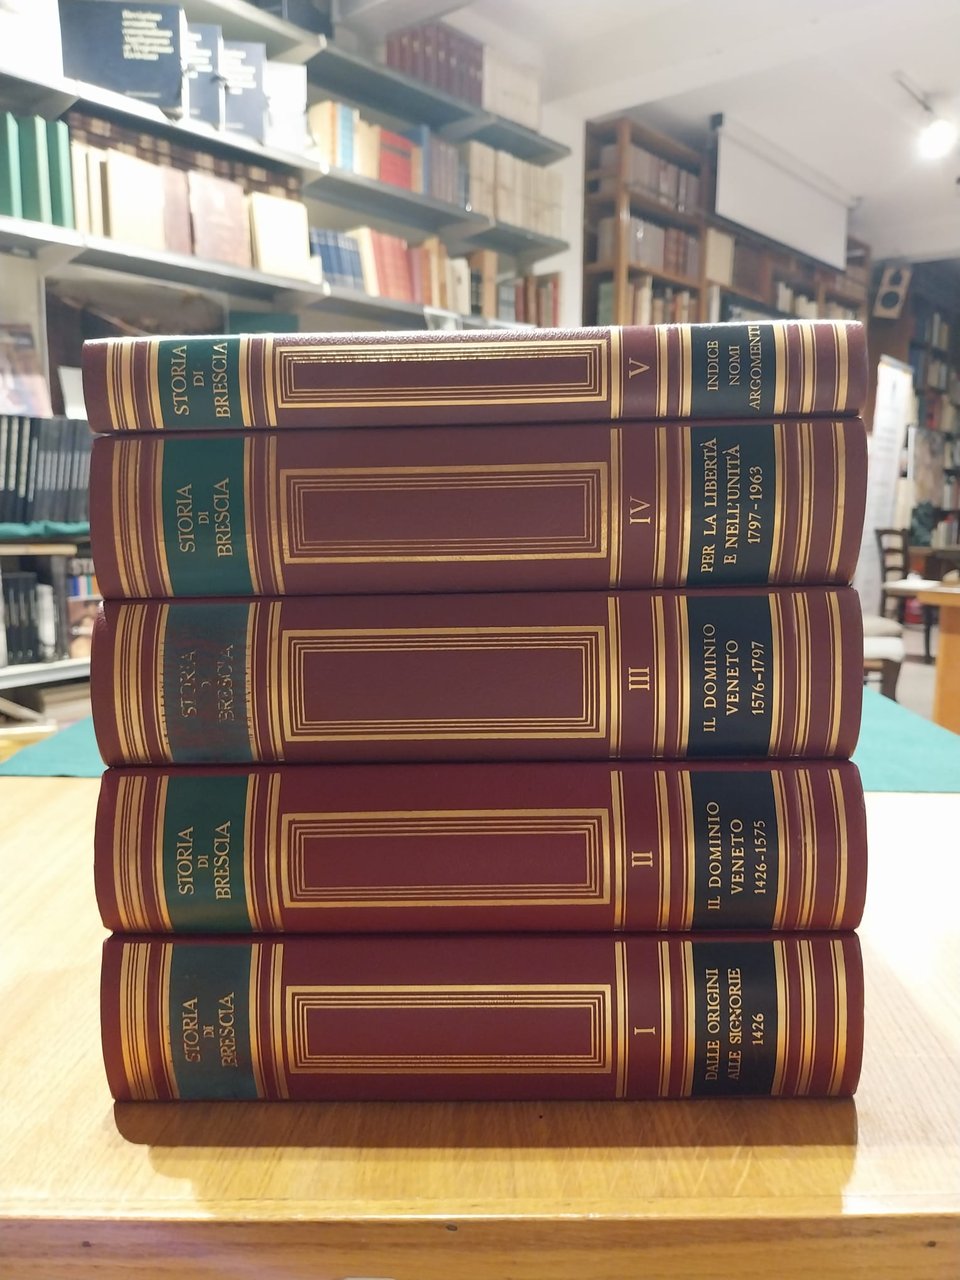 STORIA
DI
BRESCIA
V
INDICE
NOMI
ARGOMENTI
STORIA
DI
BRESCIA
IV
PER LA LIBERTÀ
E NELL'UNITÀ
1797-1963
STORIA
DI
BRESCIA
III
IL DOMINIO
VENETO
1576-1797
STORIA
DI
BRESCIA
II
IL DOMINIO
VENETO
1426-1575
STORIA
DI
BRESCIA
I
DALLE ORIGINI
ALLE SIGNORIE
1426